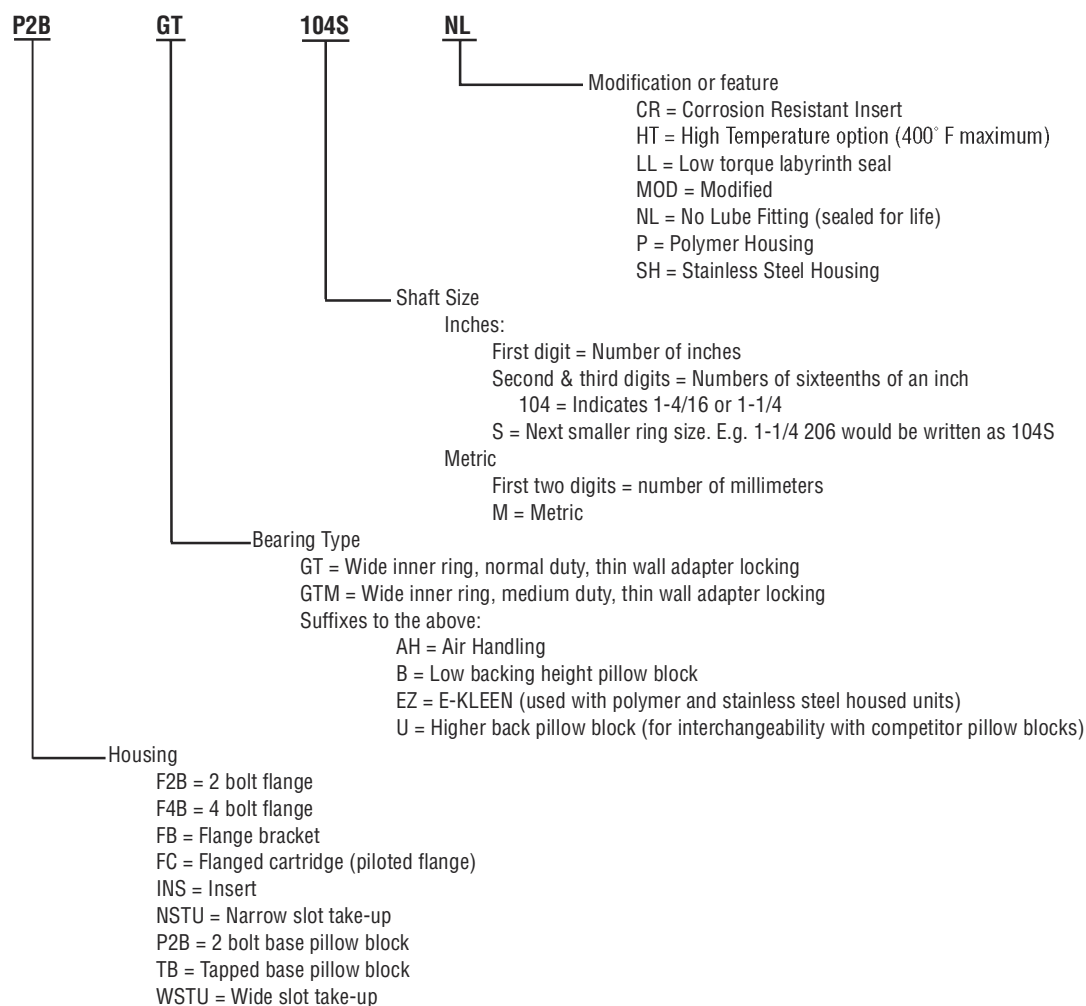 P2B GT 104S NL
Modification or feature
CR = Corrosion Resistant Insert
HT = High Temperature option (400° F maximum)
LL = Low torque labyrinth seal
MOD = Modified
NL = No Lube Fitting (sealed for life)
P = Polymer Housing
SH = Stainless Steel Housing
Shaft Size
Inches:
First digit = Number of inches
Second & third digits = Numbers of sixteenths of an inch
104 = Indicates 1-4/16 or 1-1/4
S = Next smaller ring size. E.g. 1-1/4 206 would be written as 104S
Metric
First two digits = number of millimeters
M = Metric
Bearing Type
GT = Wide inner ring, normal duty, thin wall adapter locking
GTM = Wide inner ring, medium duty, thin wall adapter locking
Suffixes to the above:
AH = Air Handling
B = Low backing height pillow block
EZ = E-KLEEN (used with polymer and stainless steel housed units)
U = Higher back pillow block (for interchangeability with competitor pillow blocks)
Housing
F2B = 2 bolt flange
F4B = 4 bolt flange
FB = Flange bracket
FC = Flanged cartridge (piloted flange)
INS = Insert
NSTU = Narrow slot take-up
P2B = 2 bolt base pillow block
TB = Tapped base pillow block
WSTU = Wide slot take-up